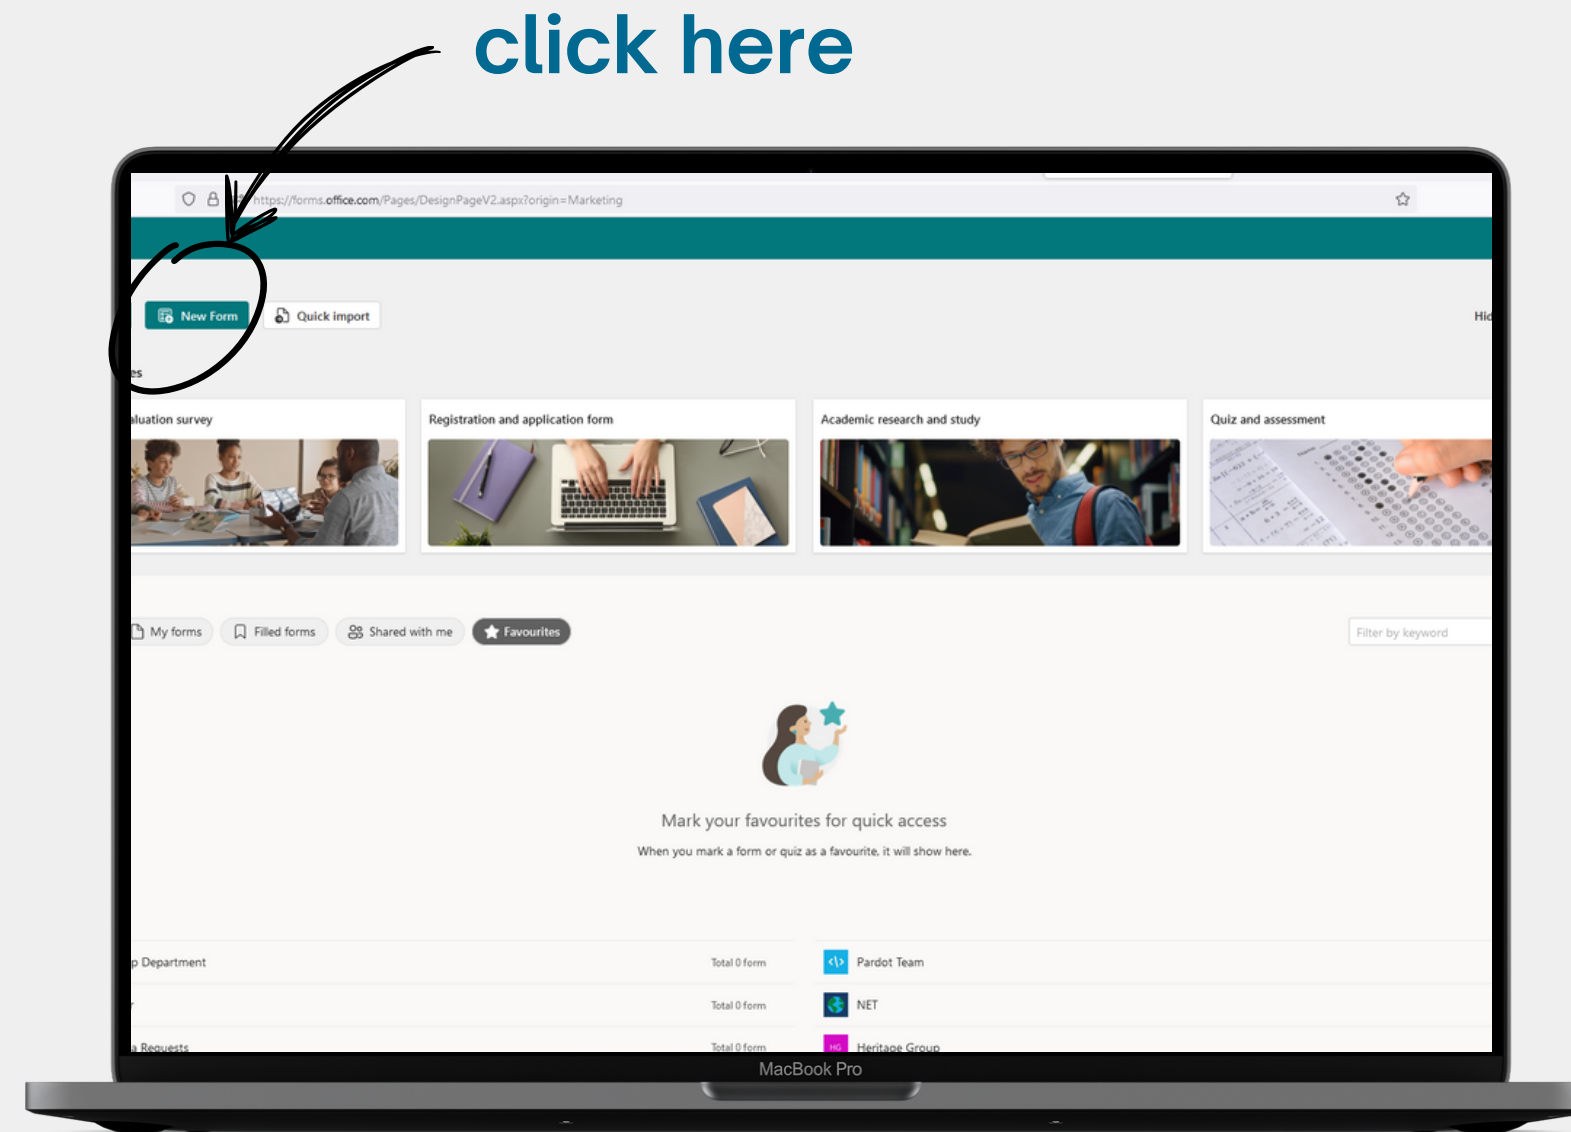 click here
https://forms.office.com/Pages/DesignPageV2.aspx?origin=Marketing
New Form
Quick import
Registration and application form
Academic research and study
Quiz and assessment
survey
My forms
Filled forms
Shared with me
Favourites
Filter by keyword
Mark your favourites for quick access
When you mark a form or quiz as a favourite, it will show here.
Department
Total 0 form
Pardot Team
Total 0 form
NET
Requests
Total 0 form
HG
Heritage Group
MacBook Pro